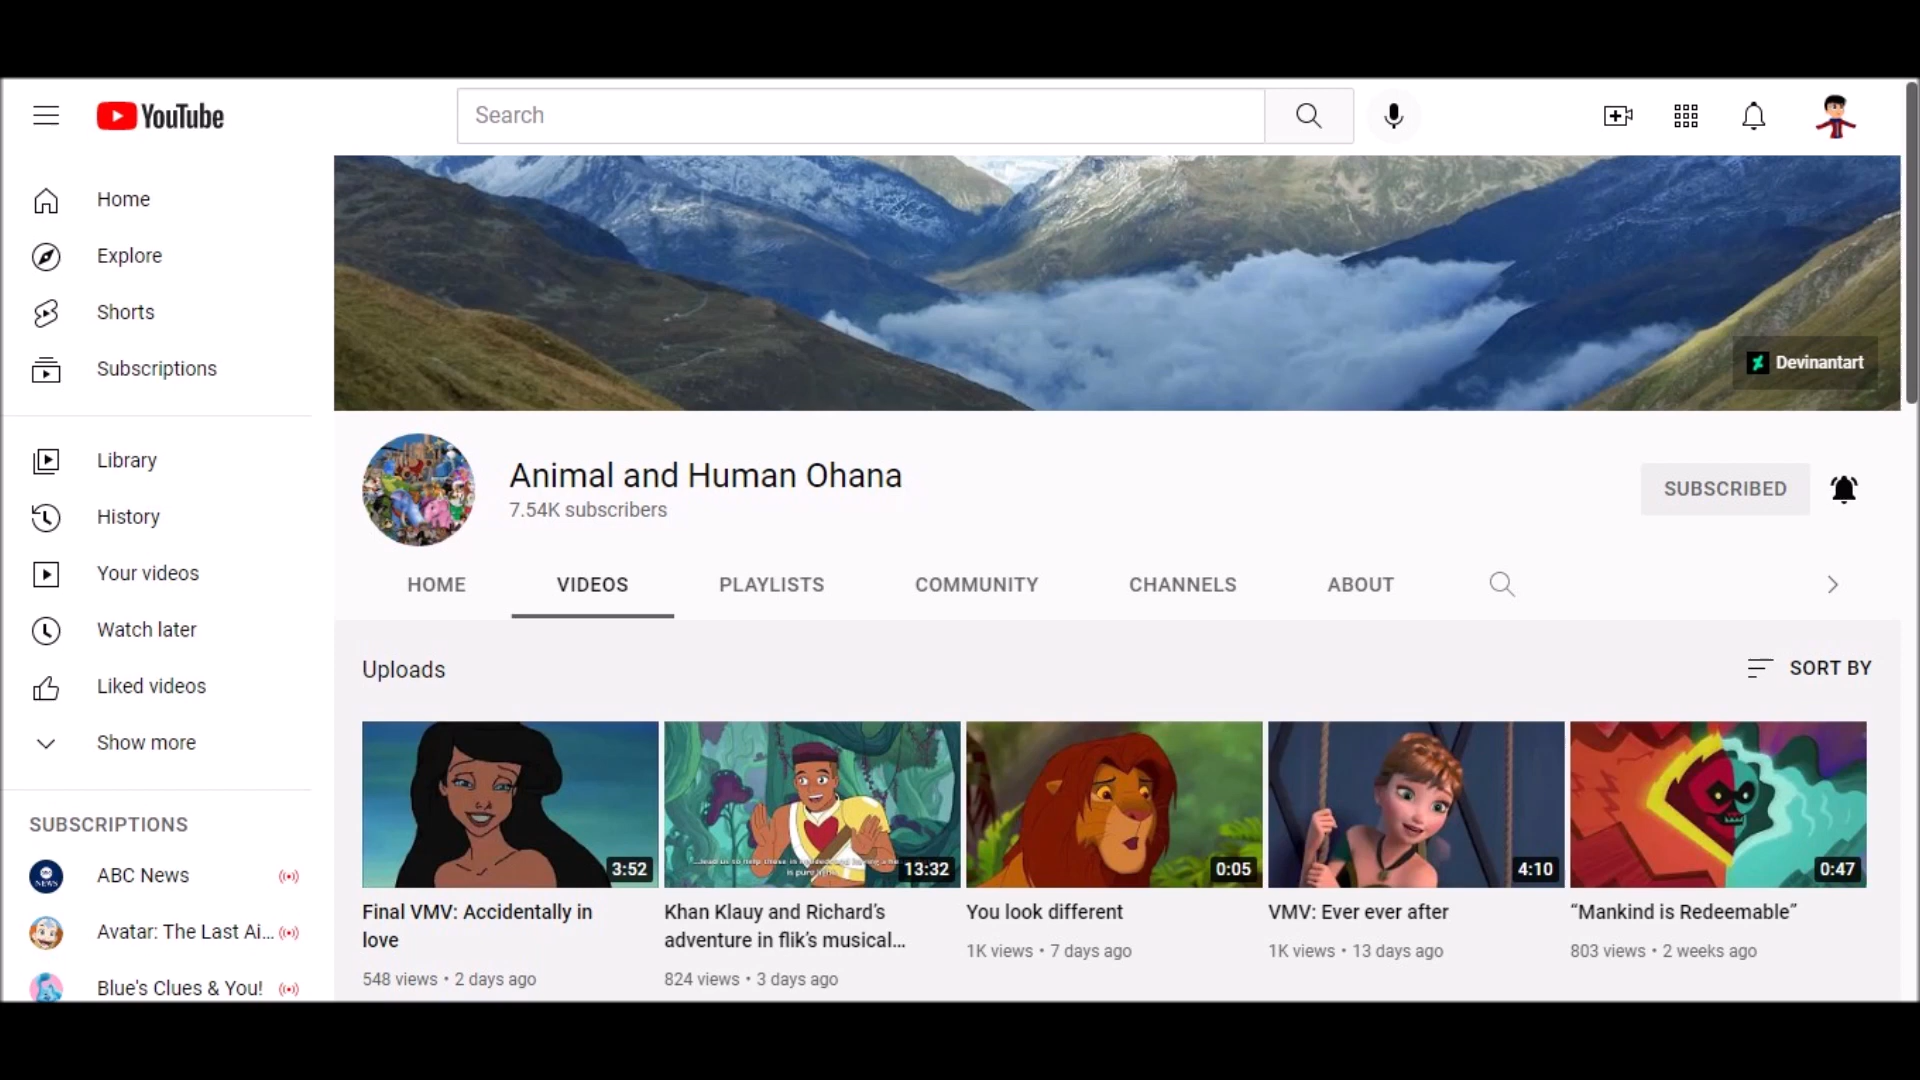 YouTube
Search
Home
Explore
Shorts
Subscriptions
Library
History
Your videos
Watch later
Liked videos
Show more
SUBSCRIPTIONS
ABC News
Avatar: The Last Ai...
Blue's Clues & You!
Devinantart
Animal and Human Ohana
7.54K subscribers
SUBSCRIBED
HOME VIDEOS PLAYLISTS COMMUNITY CHANNELS ABOUT
Uploads
SORT BY
3:52
Final VMV: Accidentally in
love
548 views • 2 days ago
is pure
13:32
Khan Klauy and Richard's
adventure in flik's musical...
824 views • 3 days ago
0:05
You look different
1K views • 7 days ago
4:10
VMV: Ever ever after
1K views • 13 days ago
0:47
“Mankind is Redeemable”
803 views • 2 weeks ago